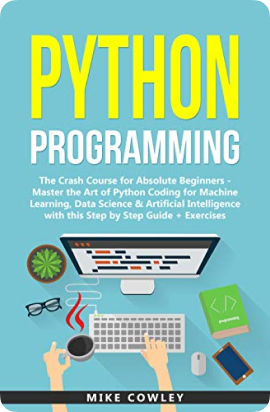 PYTHON
PROGRAMMING
The Crash Course for Absolute Beginners -
Master the Art of Python Coding for Machine
Learning, Data Science & Artificial Intelligence
with this Step by Step Guide + Exercises
</>
Programming
MIKE COWLEY